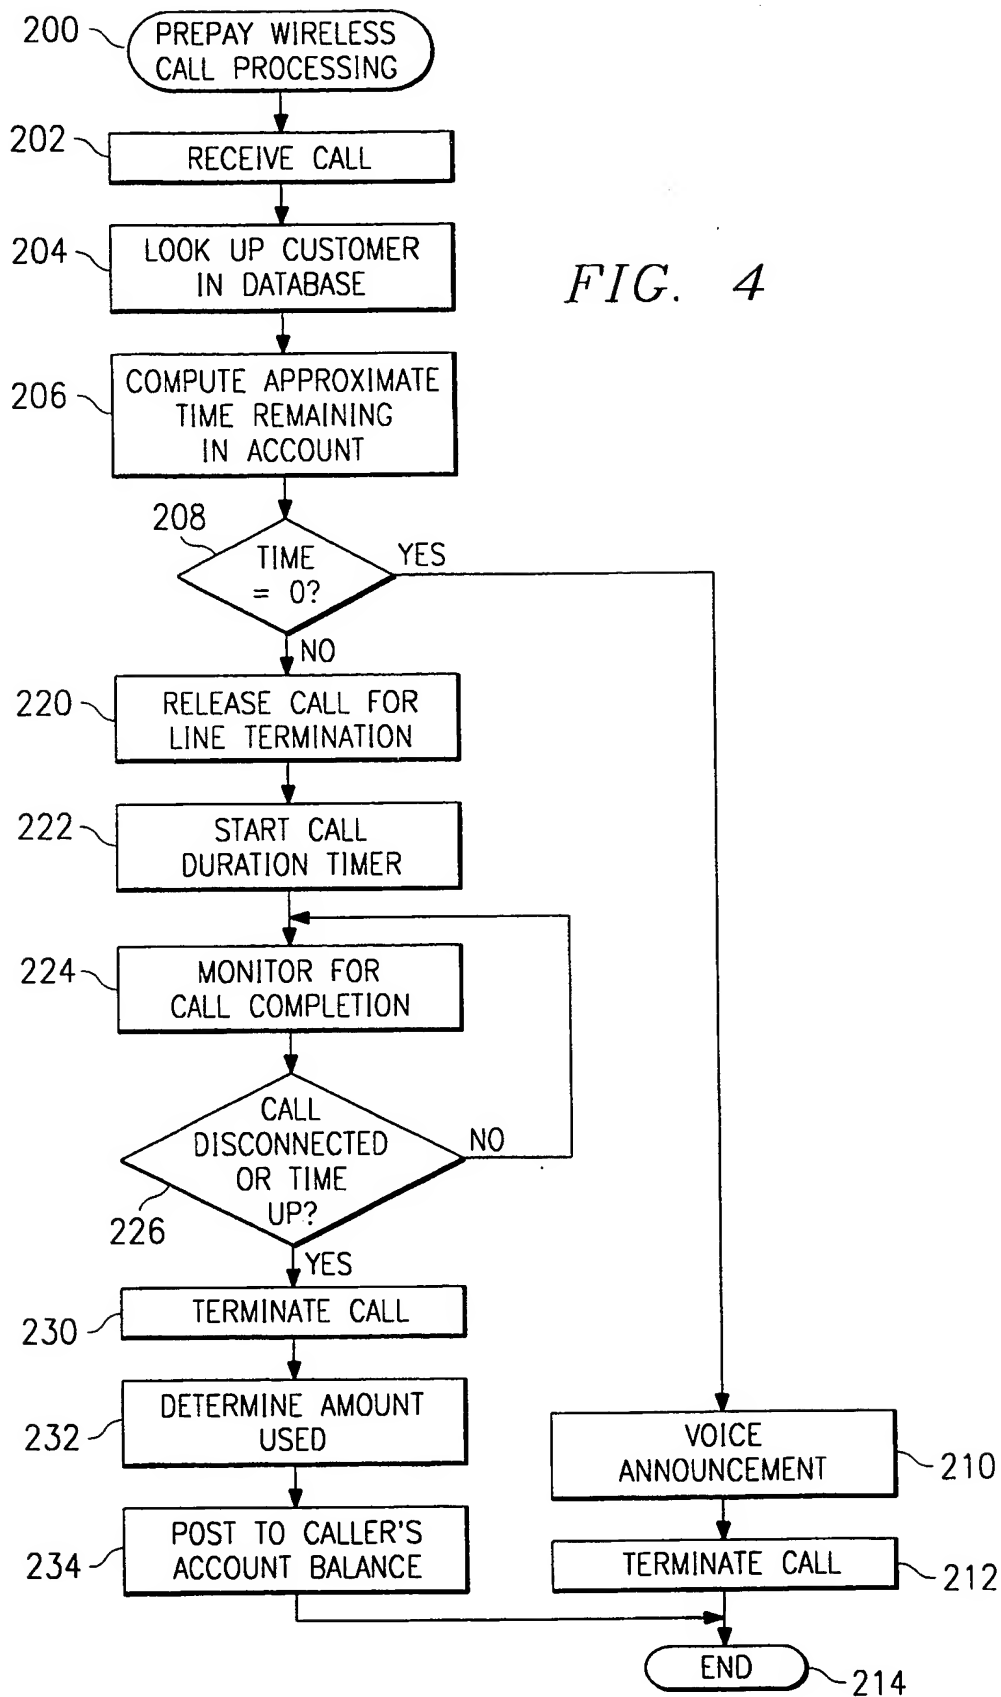 200
PREPAY WIRELESS
CALL PROCESSING
202
RECEIVE CALL
204
LOOK UP CUSTOMER
IN DATABASE
FIG. 4
206
COMPUTE APPROXIMATE
TIME REMAINING
IN ACCOUNT
208
TIME
= 0?
YES
NO
220
RELEASE CALL FOR
LINE TERMINATION
222
START CALL
DURATION TIMER
224
MONITOR FOR
CALL COMPLETION
CALL
DISCONNECTED
OR TIME
UP?
NO
226
YES
230
TERMINATE CALL
232
DETERMINE AMOUNT
USED
234
POST TO CALLER'S
ACCOUNT BALANCE
VOICE
ANNOUNCEMENT
210
TERMINATE CALL
212
END
214